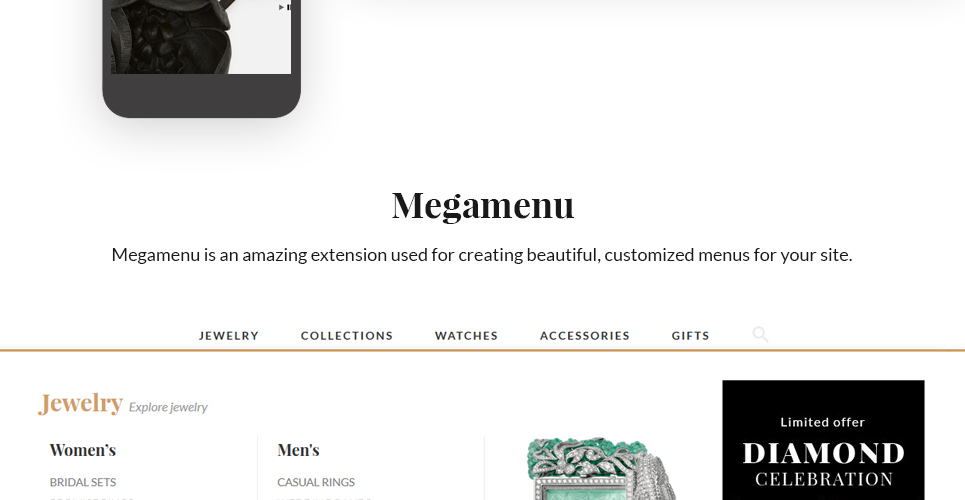 Megamenu
Megamenu is an amazing extension used for creating beautiful, customized menus for your site.
JEWELRY COLLECTIONS WATCHES ACCESSORIES GIFTS
Jewelry Explore jewelry
Women's Men's
BRIDAL SETS CASUAL RINGS
Limited offer
DIAMOND
CELEBRATION